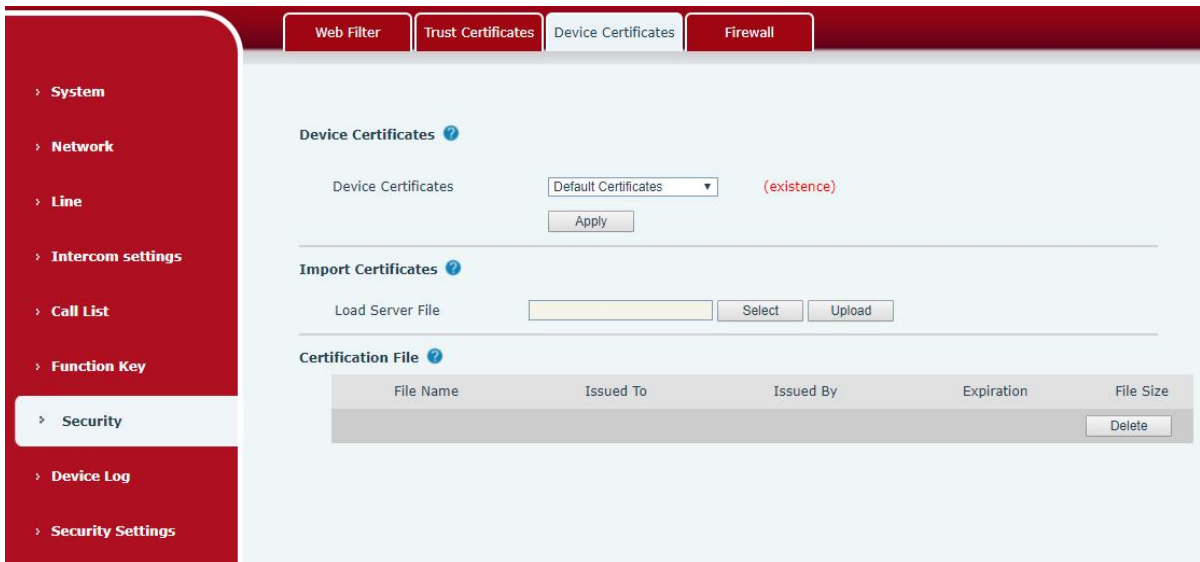 Web Filter Trust Certificates Device Certificates Firewall
System
Network
Line
Intercom settings
Call List
Function Key
Security
Device Log
Security Settings
Device Certificates ?
Device Certificates Default Certificates (existence)
Apply
Import Certificates ?
Load Server File Select Upload
Certification File ?
File Name Issued To Issued By Expiration File Size
Delete